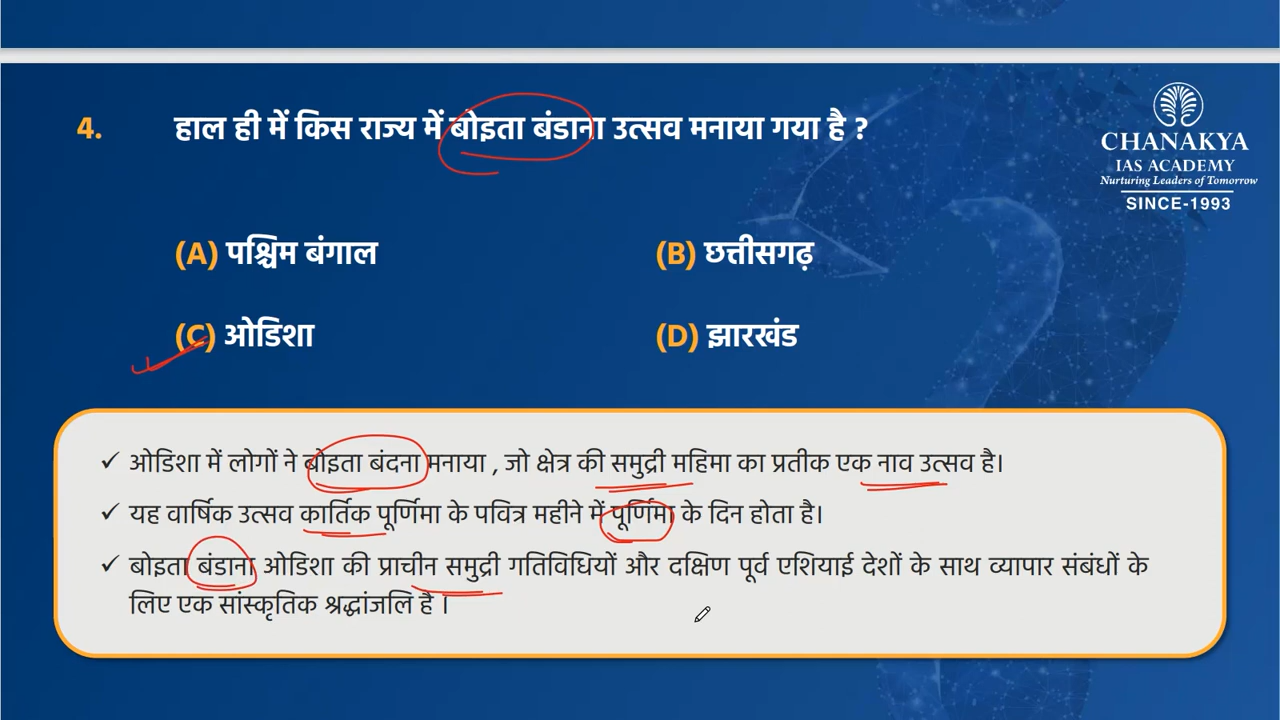 4. हाल ही में किस राज्य में बोइता बंडाना उत्सव मनाया गया है ?
CHANAKYA
IAS ACADEMY
Nurturing Leaders of Tomorrow
SINCE-1993
(A) पश्चिम बंगाल (B) छत्तीसगढ़
(C) ओडिशा (D) झारखंड
✓ ओडिशा में लोगों ने बोइता बंदना मनाया , जो क्षेत्र की समुद्री महिमा का प्रतीक एक नाव उत्सव है।
✓ यह वार्षिक उत्सव कार्तिक पूर्णिमा के पवित्र महीने में पूर्णिमा के दिन होता है।
✓ बोइता बंडाना ओडिशा की प्राचीन समुद्री गतिविधियों और दक्षिण पूर्व एशियाई देशों के साथ व्यापार संबंधों के
लिए एक सांस्कृतिक श्रद्धांजलि है ।